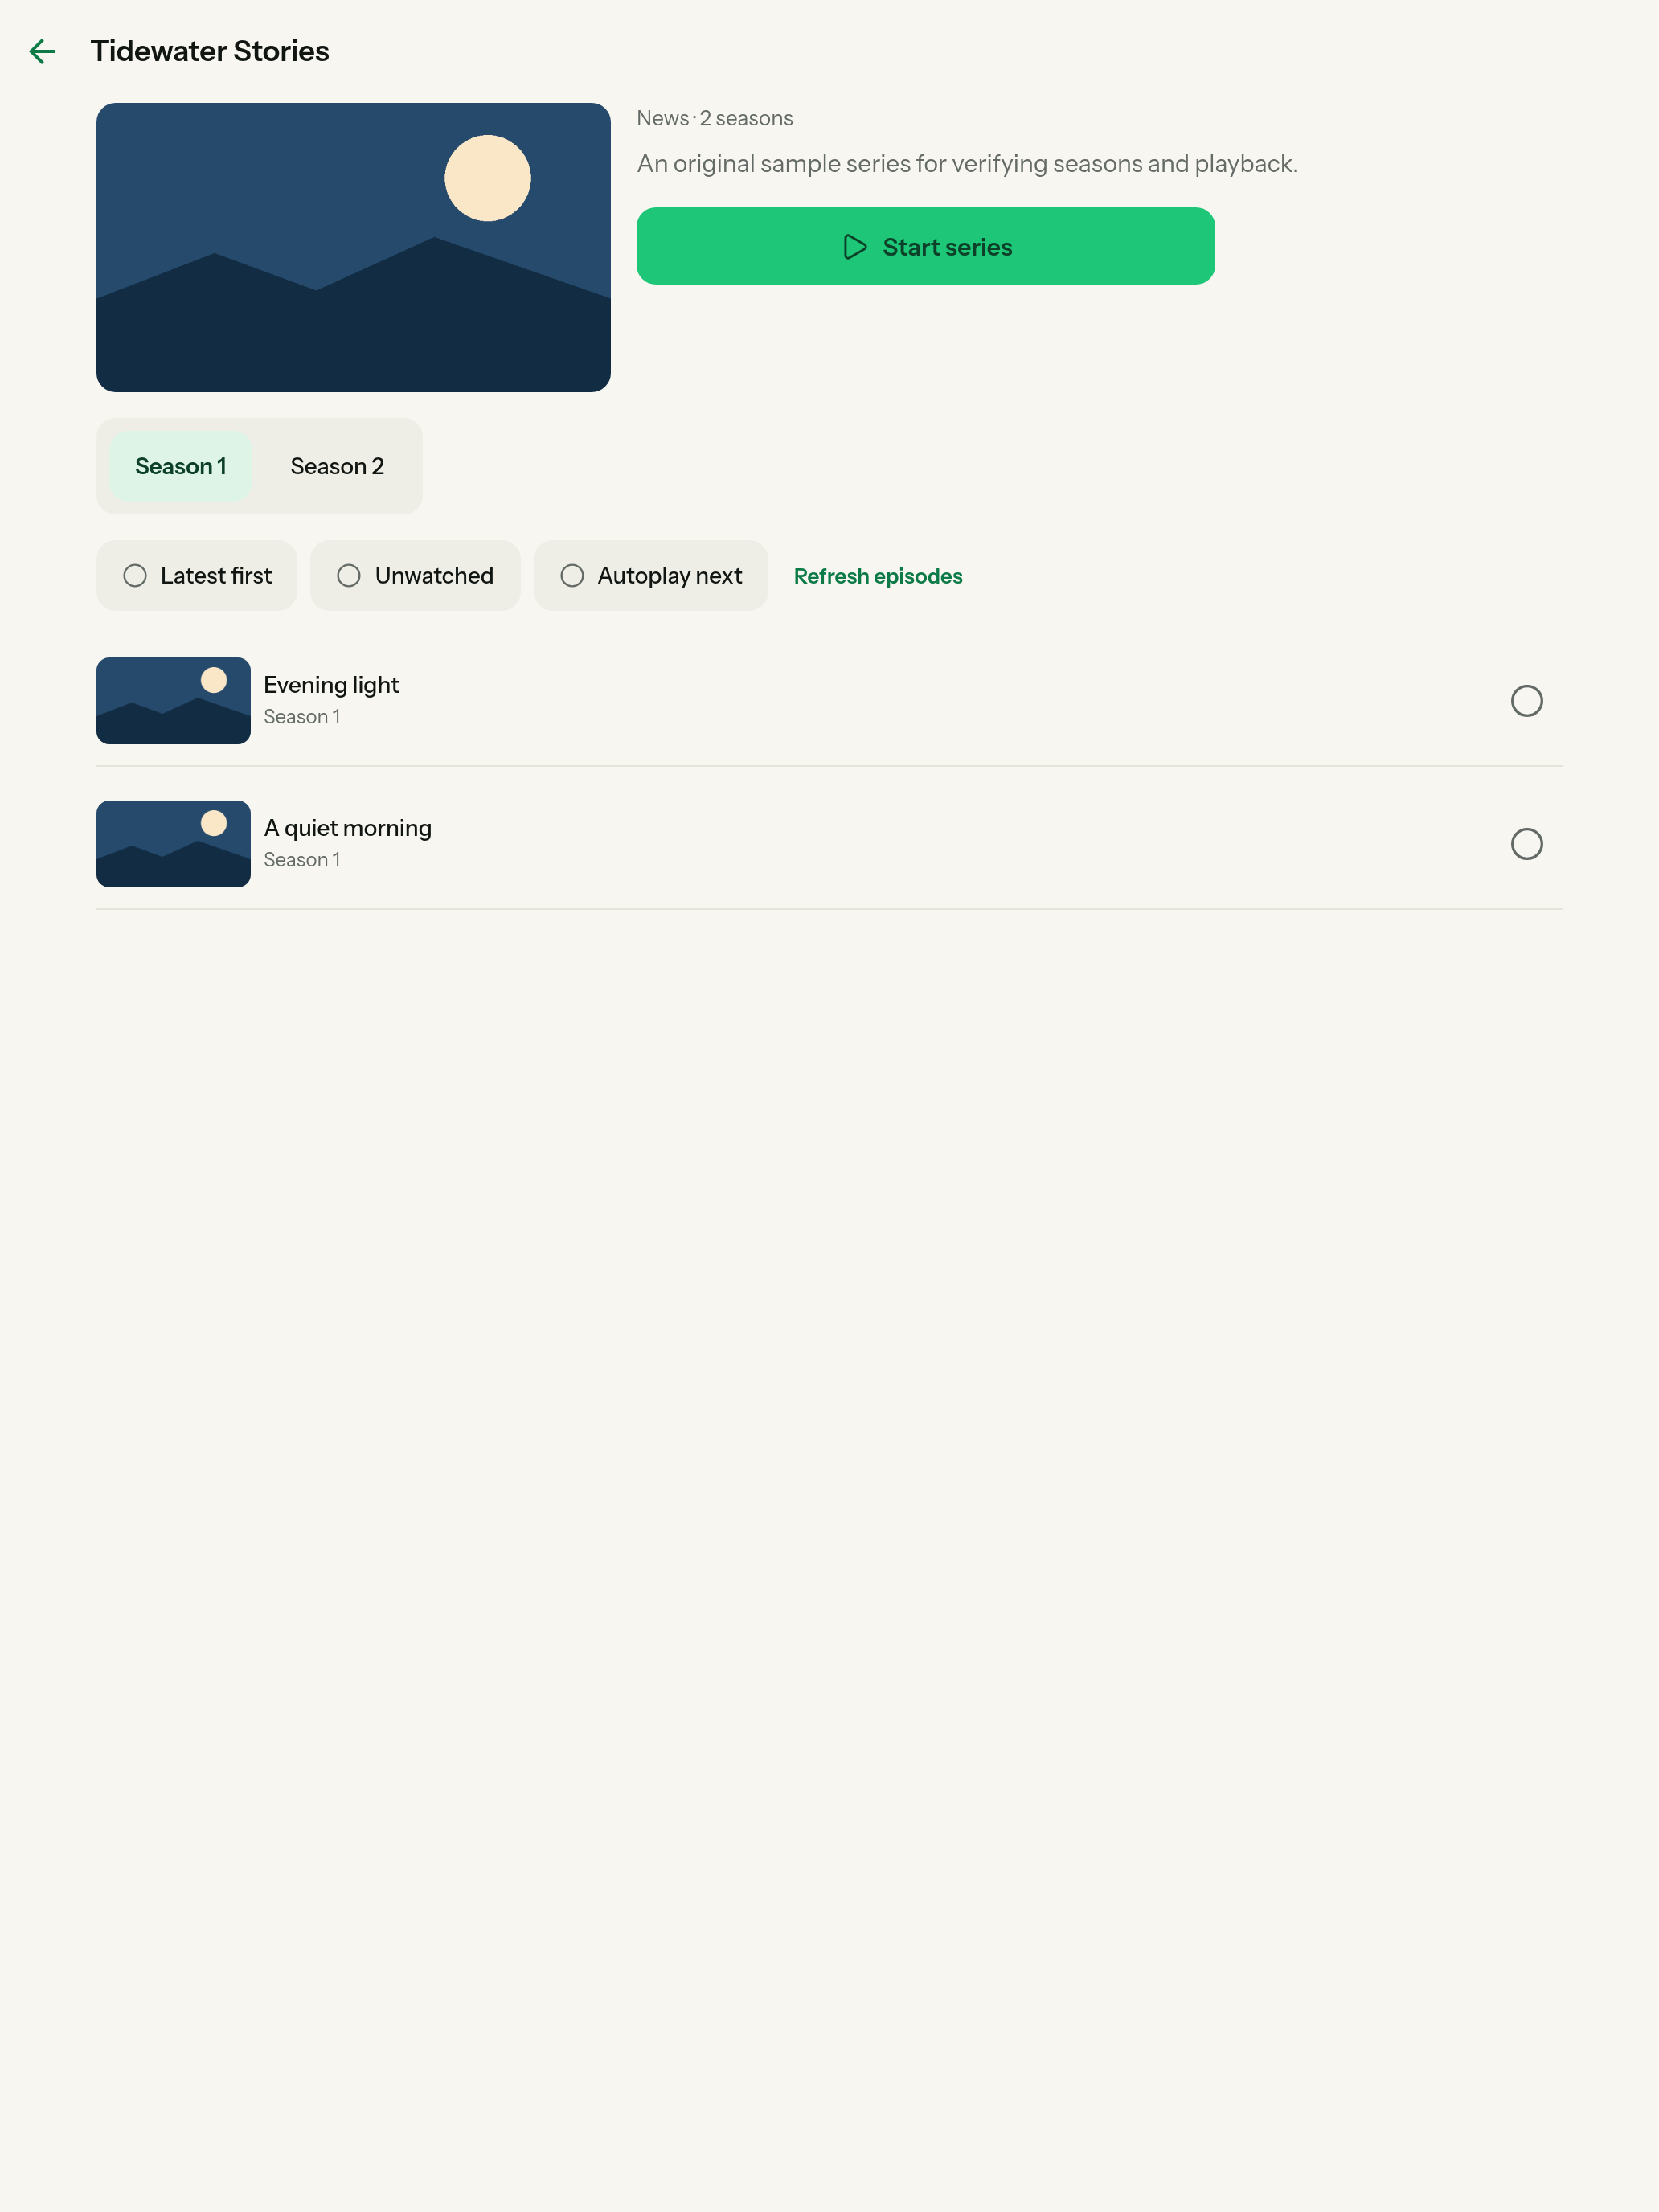 Tidewater Stories
News · 2 seasons
An original sample series for verifying seasons and playback.
Start series
Season 1
Season 2
Latest first
Unwatched
Autoplay next
Refresh episodes
Evening light
Season 1
A quiet morning
Season 1